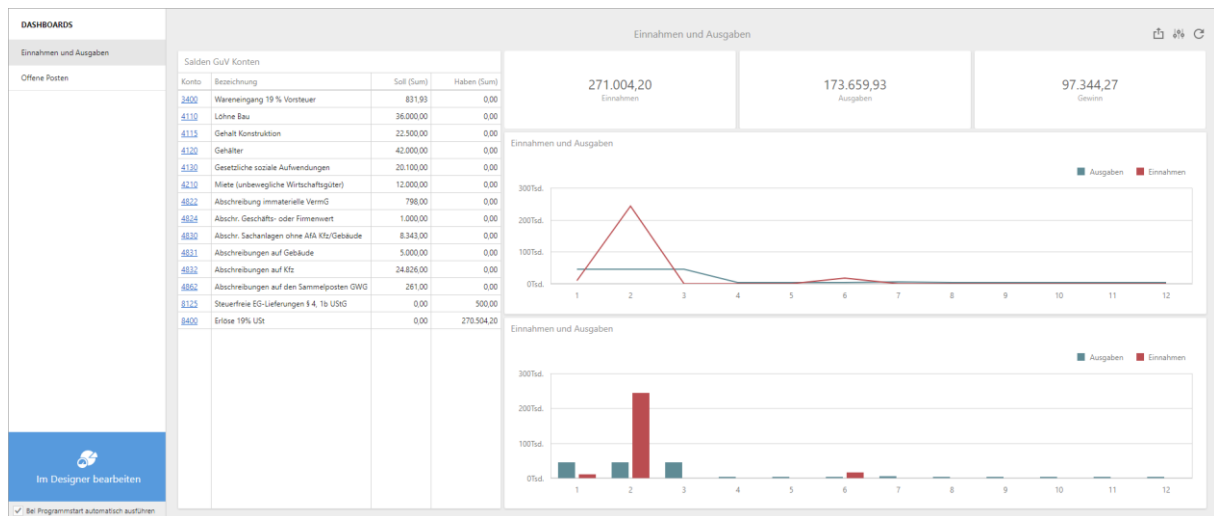 DASHBOARDS
Einnahmen und Ausgaben
Offene Posten
Im Designer bearbeiten
Bei Programmstart automatisch ausführen
Einnahmen und Ausgaben
Salden GuV Konten
Konto Bezeichnung Soll (Sum) Haben (Sum)
3400 Wareneingang 19 % Vorsteuer 831,93 0,00
4110 Löhne Bau 36.000,00 0,00
4115 Gehalt Konstruktion 22.500,00 0,00
4120 Gehälter 42.000,00 0,00
4130 Gesetzliche soziale Aufwendungen 20.100,00 0,00
4210 Miete (unbewegliche Wirtschaftsgüter) 12.000,00 0,00
4822 Abschreibung immaterielle VermG 798,00 0,00
4824 Abschr. Geschäfts- oder Firmenwert 1.000,00 0,00
4830 Abschr. Sachanlagen ohne AfA Kfz/Gebäude 8.343,00 0,00
4831 Abschreibungen auf Gebäude 5.000,00 0,00
4832 Abschreibungen auf Kfz 24.826,00 0,00
4862 Abschreibungen auf den Sammelposten GWG 261,00 0,00
8125 Steuerfreie EG-Lieferungen § 4, 1b UStG 0,00 500,00
8400 Erlöse 19% USt 0,00 270.504,20
271.004,20
Einnahmen
173.659,93
Ausgaben
97.344,27
Gewinn
Einnahmen und Ausgaben
Ausgaben Einnahmen
300Tsd.
200Tsd.
100Tsd.
0Tsd.
1 2 3 4 5 6 7 8 9 10 11 12
Einnahmen und Ausgaben
Ausgaben Einnahmen
300Tsd.
200Tsd.
100Tsd.
0Tsd.
1 2 3 4 5 6 7 8 9 10 11 12